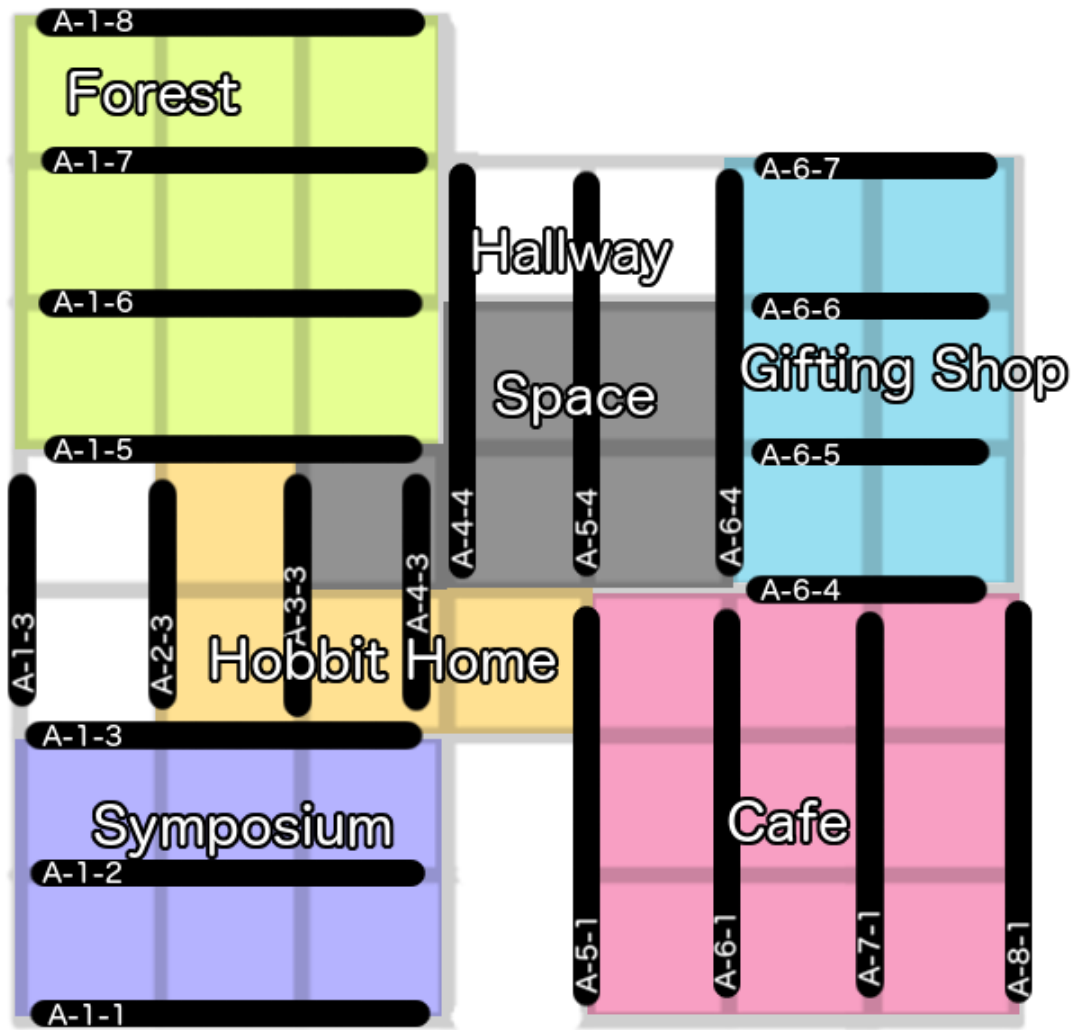 A-1-8
Forest
A-1-7
A-6-7
Hallway
A-1-6
A-6-6
Gifting Shop
Space
A-1-5
A-6-5
A-4-4
A-5-4
A-6-4
A-6-4
A-1-3
A-2-3
A-3-3
A-4-3
Hobbit Home
A-1-3
Symposium
Cafe
A-1-2
A-5-1
A-6-1
A-7-1
A-8-1
A-1-1